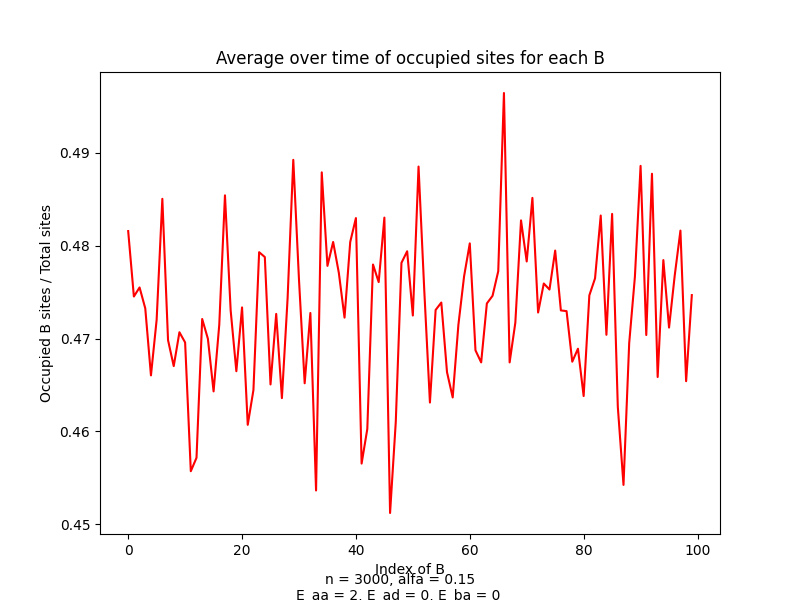 Average over time of occupied sites for each B
Occupied B sites / Total sites
0.49
0.48
0.47
0.46
0.45
0 20 40 60 80 100
Index of B
n = 3000, alfa = 0.15
E_aa = 2, E_ad = 0, E_ba = 0